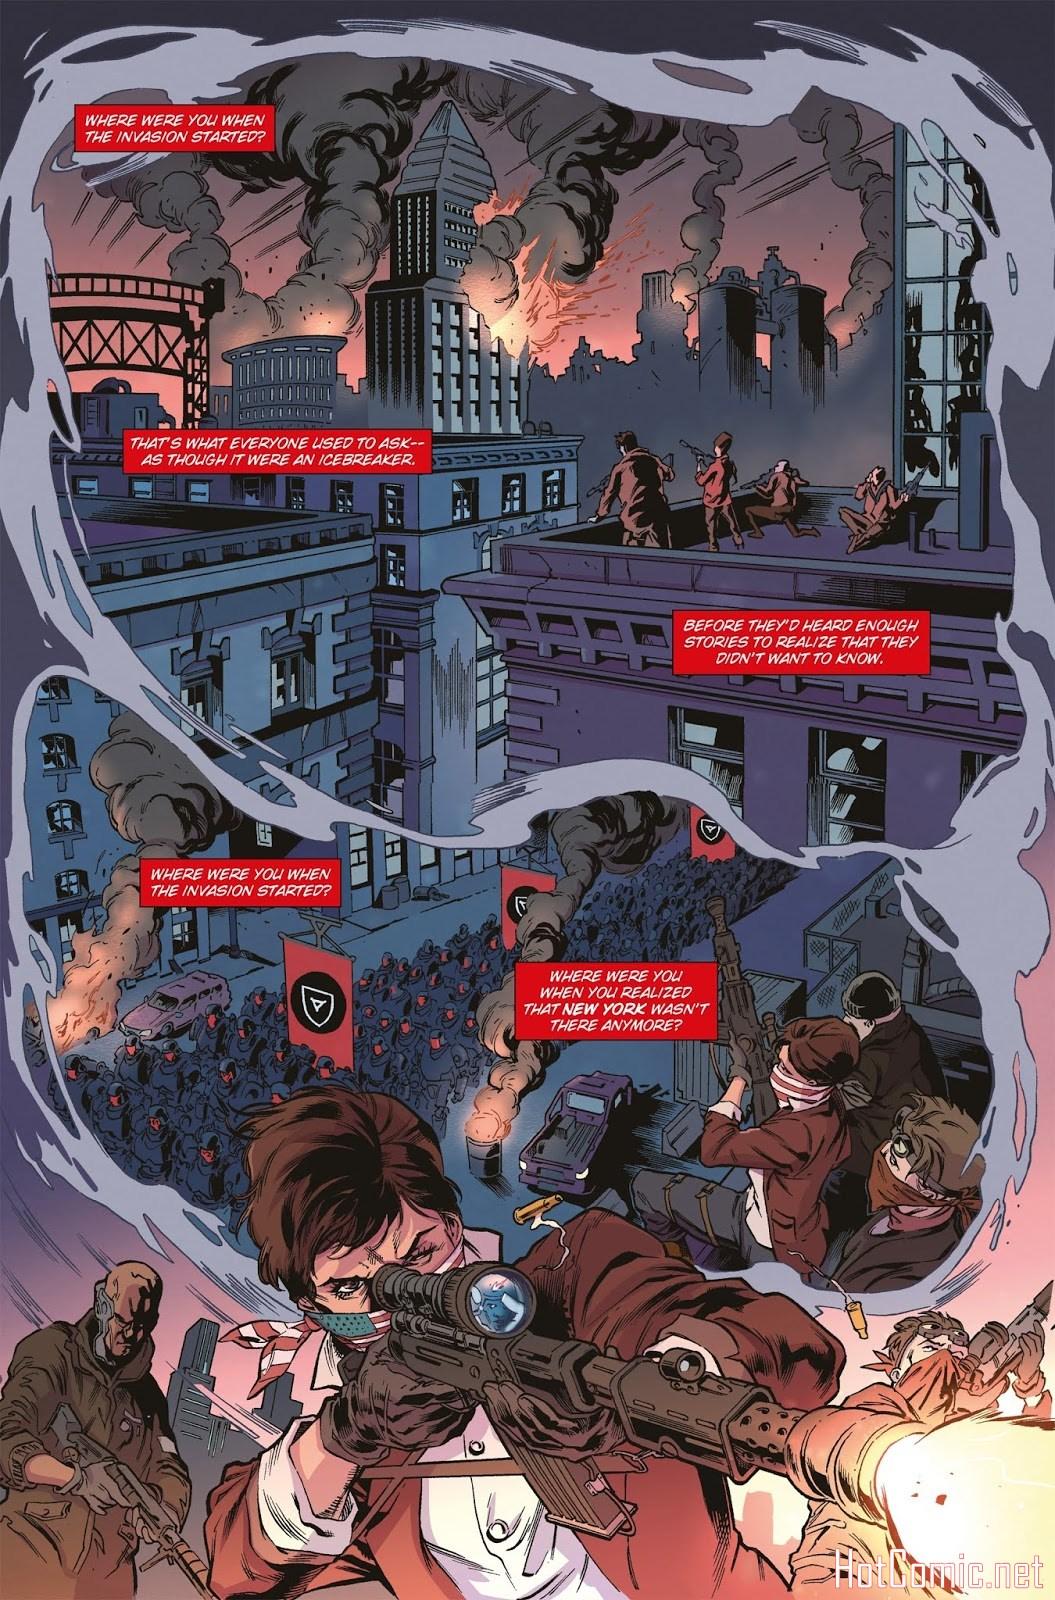 WHERE WERE YOU WHEN
THE INVASION STARTED?
THAT'S WHAT EVERYONE USED TO ASK--
AS THOUGH IT WERE AN ICEBREAKER.
BEFORE THEY'D HEARD ENOUGH
STORIES TO REALIZE THAT THEY
DIDN'T WANT TO KNOW.
WHERE WERE YOU WHEN
THE INVASION STARTED?
WHERE WERE YOU
WHEN YOU REALIZED
THAT NEW YORK WASN'T
THERE ANYMORE?
HotComic.net